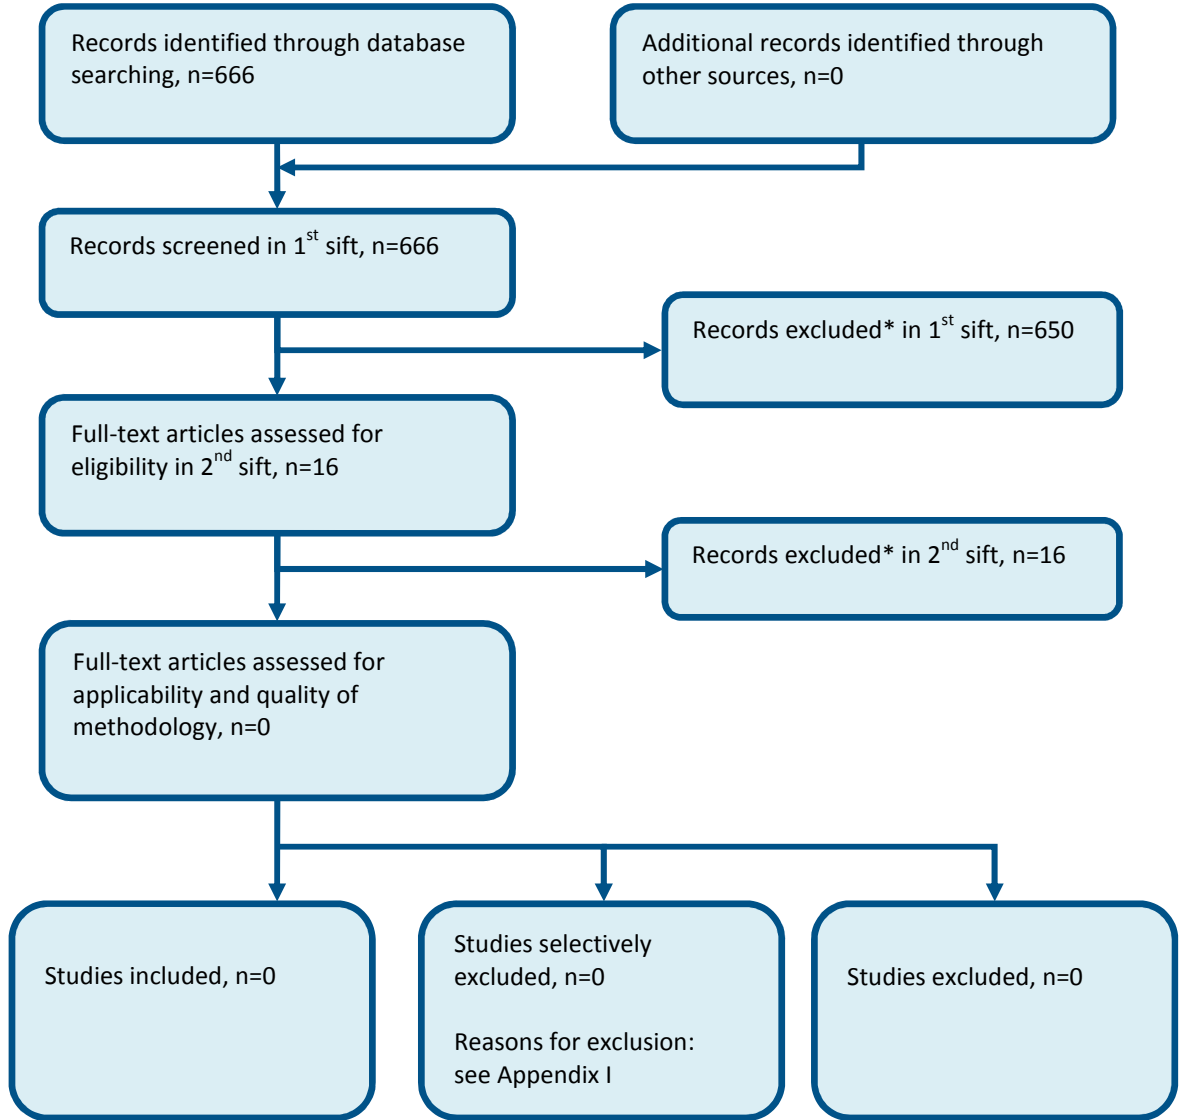 Records identified through database
searching, n=666
Additional records identified through
other sources, n=0
Records screened in 1st sift, n=666
Records excluded* in 1st sift, n=650
Full-text articles assessed for
eligibility in 2nd sift, n=16
Records excluded* in 2nd sift, n=16
Full-text articles assessed for
applicability and quality of
methodology, n=0
Studies included, n=0
Studies selectively
excluded, n=0
Reasons for exclusion:
see Appendix I
Studies excluded, n=0